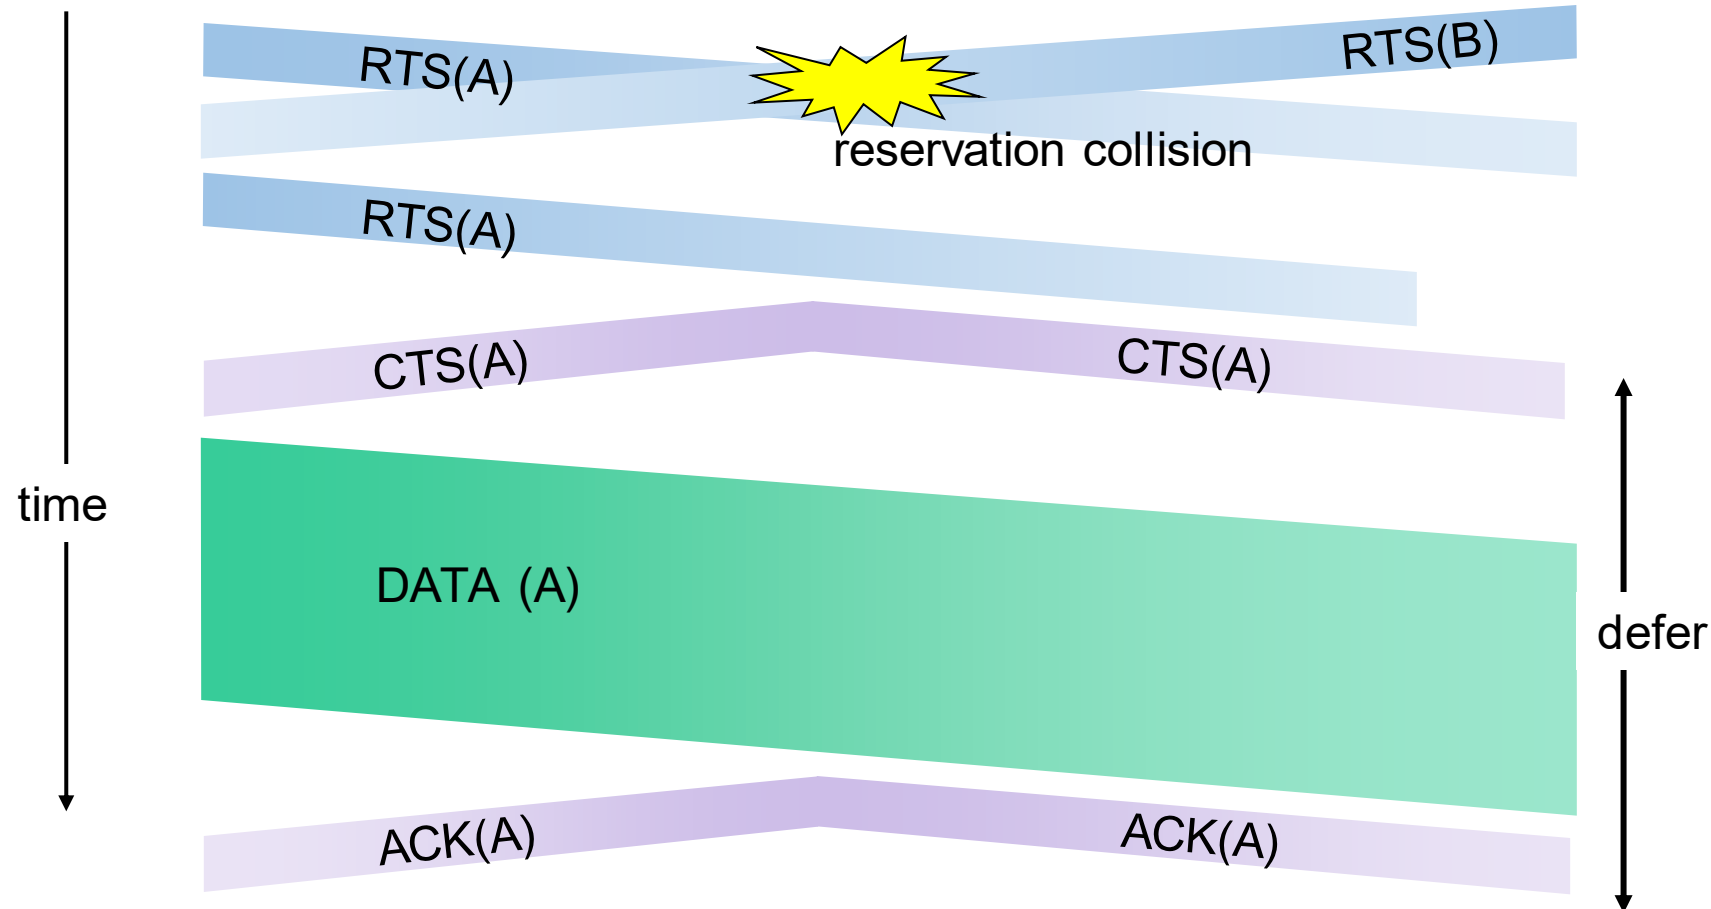 RTS(A)
RTS(B)
reservation collision
RTS(A)
CTS(A)
CTS(A)
time
DATA (A)
defer
ACK(A)
ACK(A)